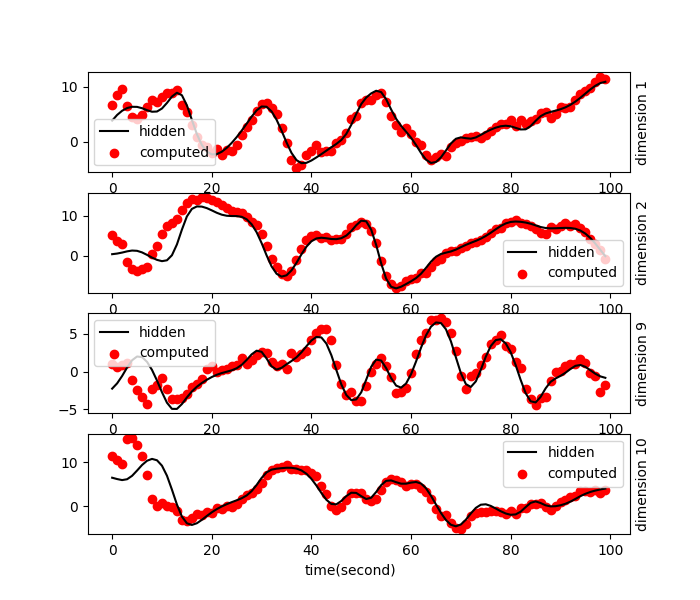 10
0
hidden
computed
dimension 1
0 20 40 60 80 100
10
0
hidden
computed
dimension 2
0 20 40 60 80 100
5
0
−5
hidden
computed
dimension 9
0 20 40 60 80 100
10
0
hidden
computed
dimension 10
0 20 40 60 80 100
time(second)